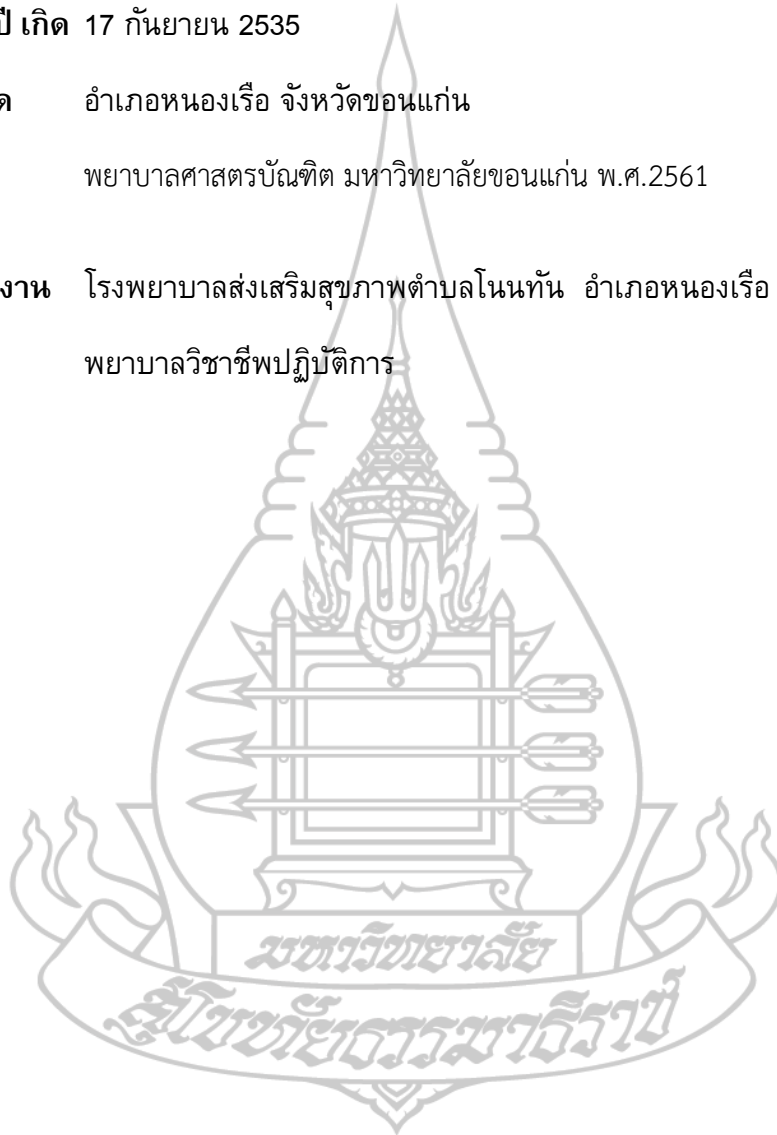 ปี เกิด 17 กันยายน 2535
ด อำเภอหนองเรือ จังหวัดขอนแก่น
พยาบาลศาสตรบัณฑิต มหาวิทยาลัยขอนแก่น พ.ศ.2561
งาน โรงพยาบาลส่งเสริมสุขภาพตำบลโนนทัน อำเภอหนองเรือ
พยาบาลวิชาชีพปฏิบัติการ
มหาวิทยาลัย
สุโขทัยธรรมาธิราช